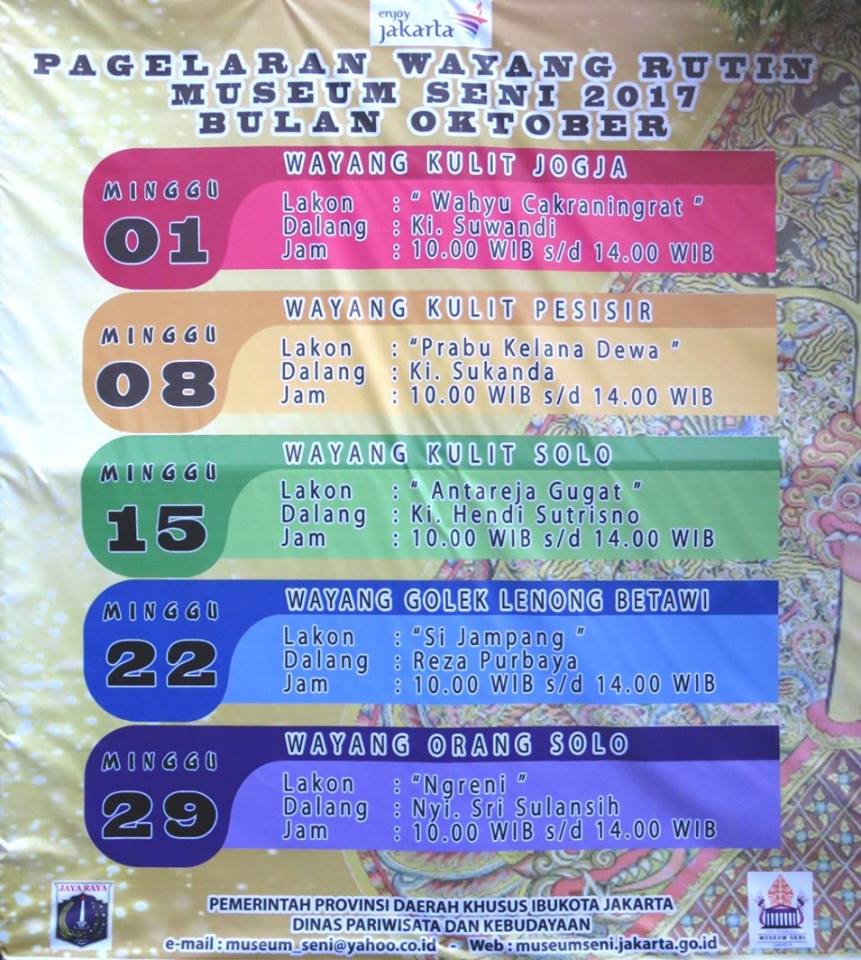 enjoy
jakarta
PAGELARAN WAYANG RUTIN
MUSEUM SENI 2017
BULAN OKTOBER
MINGGU
01
WAYANG KULIT JOGJA
Lakon : “ Wahyu Cakraningrat ”
Dalang : Ki. Suwandi
Jam : 10.00 WIB s/d 14.00 WIB
MINGGU
08
WAYANG KULIT PESISIR
Lakon : “Prabu Kelana Dewa ”
Dalang : Ki. Sukanda
Jam : 10.00 WIB s/d 14.00 WIB
MINGGU
15
WAYANG KULIT SOLO
Lakon : “ Antareja Gugat ”
Dalang : Ki. Hendi Sutrisno
Jam : 10.00 WIB s/d 14.00 WIB
MINGGU
22
WAYANG GOLEK LENONG BETAWI
Lakon : “Si Jampang ”
Dalang : Reza Purbaya
Jam : 10.00 WIB s/d 14.00 WIB
MINGGU
29
WAYANG ORANG SOLO
Lakon : “Ngreni ”
Dalang : Nyi. Sri Sulansih
Jam : 10.00 WIB s/d 14.00 WIB
JAYA RAYA
PEMERINTAH PROVINSI DAERAH KHUSUS IBUKOTA JAKARTA
DINAS PARIWISATA DAN KEBUDAYAAN
e-mail : museum_seni@yahoo.co.id - Web : museumseni.jakarta.go.id
MUSEUM SENI